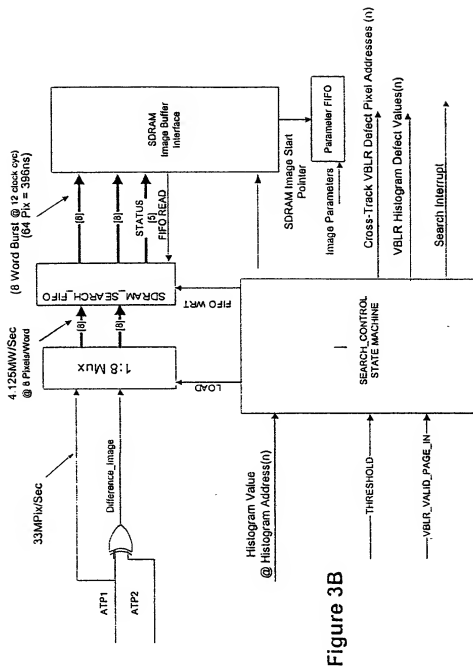 (8 Word Burst @ 12 clock cyc)
(64 Pix = 396ns)
4.125MW/Sec
@ 8 Pixels/Word
33MPix/Sec
ATP1
ATP2
Difference_image
1:8 Mux
[8]
[8]
SDRAM_SEARCH_FIFO
[8]
[8]
STATUS
[5]
FIFO READ
SDRAM
Image Buffer
Interface
LOAD
FIFO WRT
SDRAM Image Start
Pointer
Image Parameters
Parameter FIFO
Histogram Value
@ Histogram Address(n)
THRESHOLD
VBLR_VALID_PAGE_IN
SEARCH_CONTROL
STATE MACHINE
Cross-Track VBLR Defect Pixel Addresses (n)
VBLR Histogram Defect Values(n)
Search Interrupt
Figure 3B